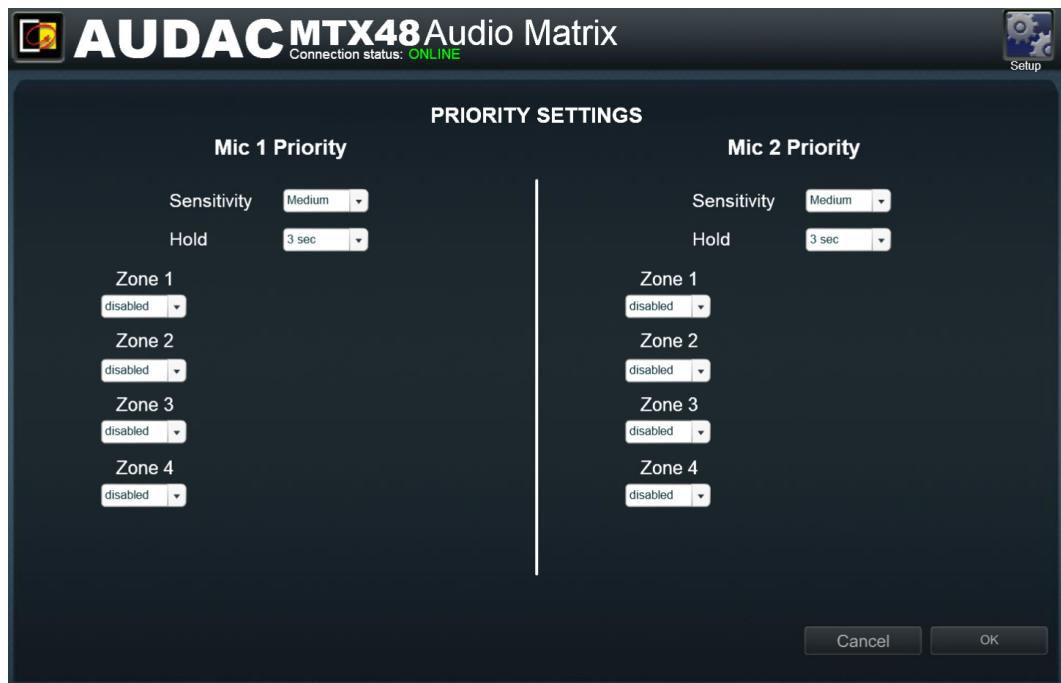 AUDAC MTX48 Audio Matrix
Connection status: ONLINE
Setup
PRIORITY SETTINGS
Mic 1 Priority
Sensitivity Medium
Hold 3 sec
Zone 1
disabled
Zone 2
disabled
Zone 3
disabled
Zone 4
disabled
Mic 2 Priority
Sensitivity Medium
Hold 3 sec
Zone 1
disabled
Zone 2
disabled
Zone 3
disabled
Zone 4
disabled
Cancel OK